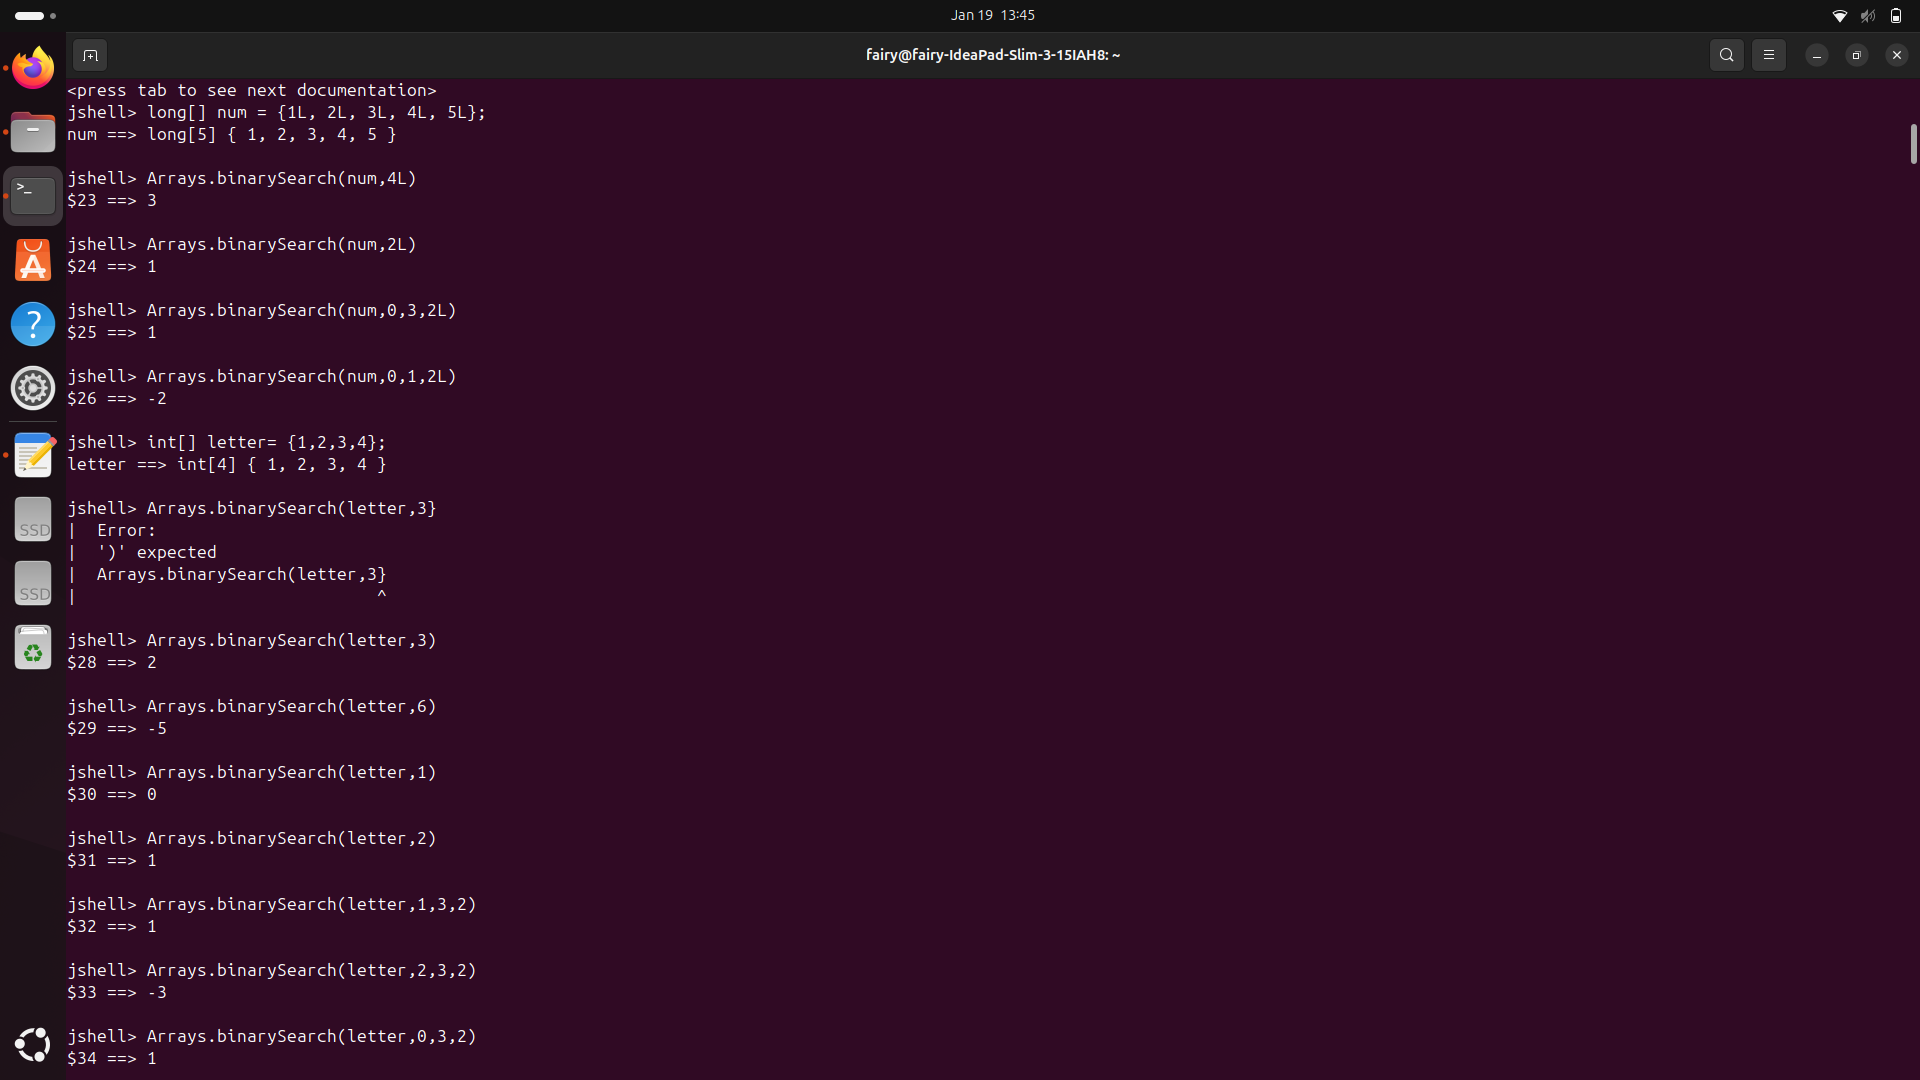 Jan 19 13:45
fairy@fairy-IdeaPad-Slim-3-15IAH8: ~
<press tab to see next documentation>
jshell> long[] num = {1L, 2L, 3L, 4L, 5L};
num ==> long[5] { 1, 2, 3, 4, 5 }
jshell> Arrays.binarySearch(num,4L)
$23 ==> 3
jshell> Arrays.binarySearch(num,2L)
$24 ==> 1
jshell> Arrays.binarySearch(num,0,3,2L)
$25 ==> 1
jshell> Arrays.binarySearch(num,0,1,2L)
$26 ==> -2
jshell> int[] letter= {1,2,3,4};
letter ==> int[4] { 1, 2, 3, 4 }
jshell> Arrays.binarySearch(letter,3}
|  Error:
|  ')' expected
|  Arrays.binarySearch(letter,3}
|                              ^
jshell> Arrays.binarySearch(letter,3)
$28 ==> 2
jshell> Arrays.binarySearch(letter,6)
$29 ==> -5
jshell> Arrays.binarySearch(letter,1)
$30 ==> 0
jshell> Arrays.binarySearch(letter,2)
$31 ==> 1
jshell> Arrays.binarySearch(letter,1,3,2)
$32 ==> 1
jshell> Arrays.binarySearch(letter,2,3,2)
$33 ==> -3
jshell> Arrays.binarySearch(letter,0,3,2)
$34 ==> 1
>_
A
?
SSD
SSD